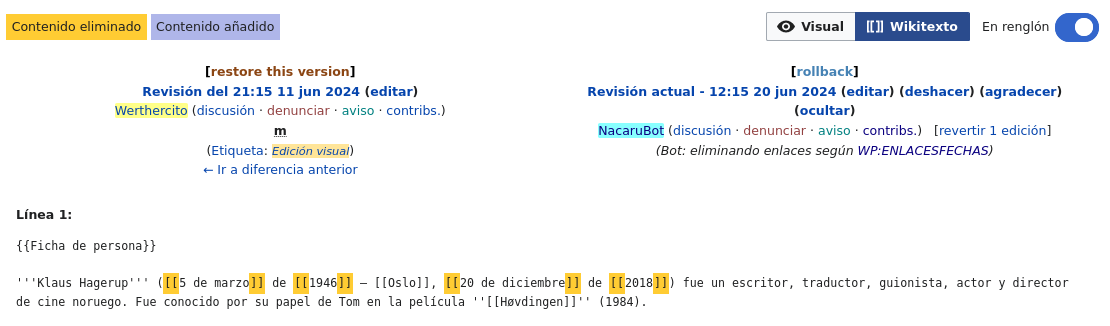 Contenido eliminado Contenido añadido Visual [[]] Wikitexto En renglón
[restore this version]
Revisión del 21:15 11 jun 2024 (editar)
Werthercito (discusión · denunciar · aviso · contribs.)
m
(Etiqueta: Edición visual)
← Ir a diferencia anterior
[rollback]
Revisión actual - 12:15 20 jun 2024 (editar) (deshacer) (agradecer)
(ocultar)
NacaruBot (discusión · denunciar · aviso · contribs.) [revertir 1 edición]
(Bot: eliminando enlaces según WP:ENLACESFECHAS)
Línea 1:
{{Ficha de persona}}
'''Klaus Hagerup''' ([[5 de marzo]] de [[1946]] – [[Oslo]], [[20 de diciembre]] de [[2018]]) fue un escritor, traductor, guionista, actor y director
de cine noruego. Fue conocido por su papel de Tom en la película ''[[Høvdingen]]'' (1984).